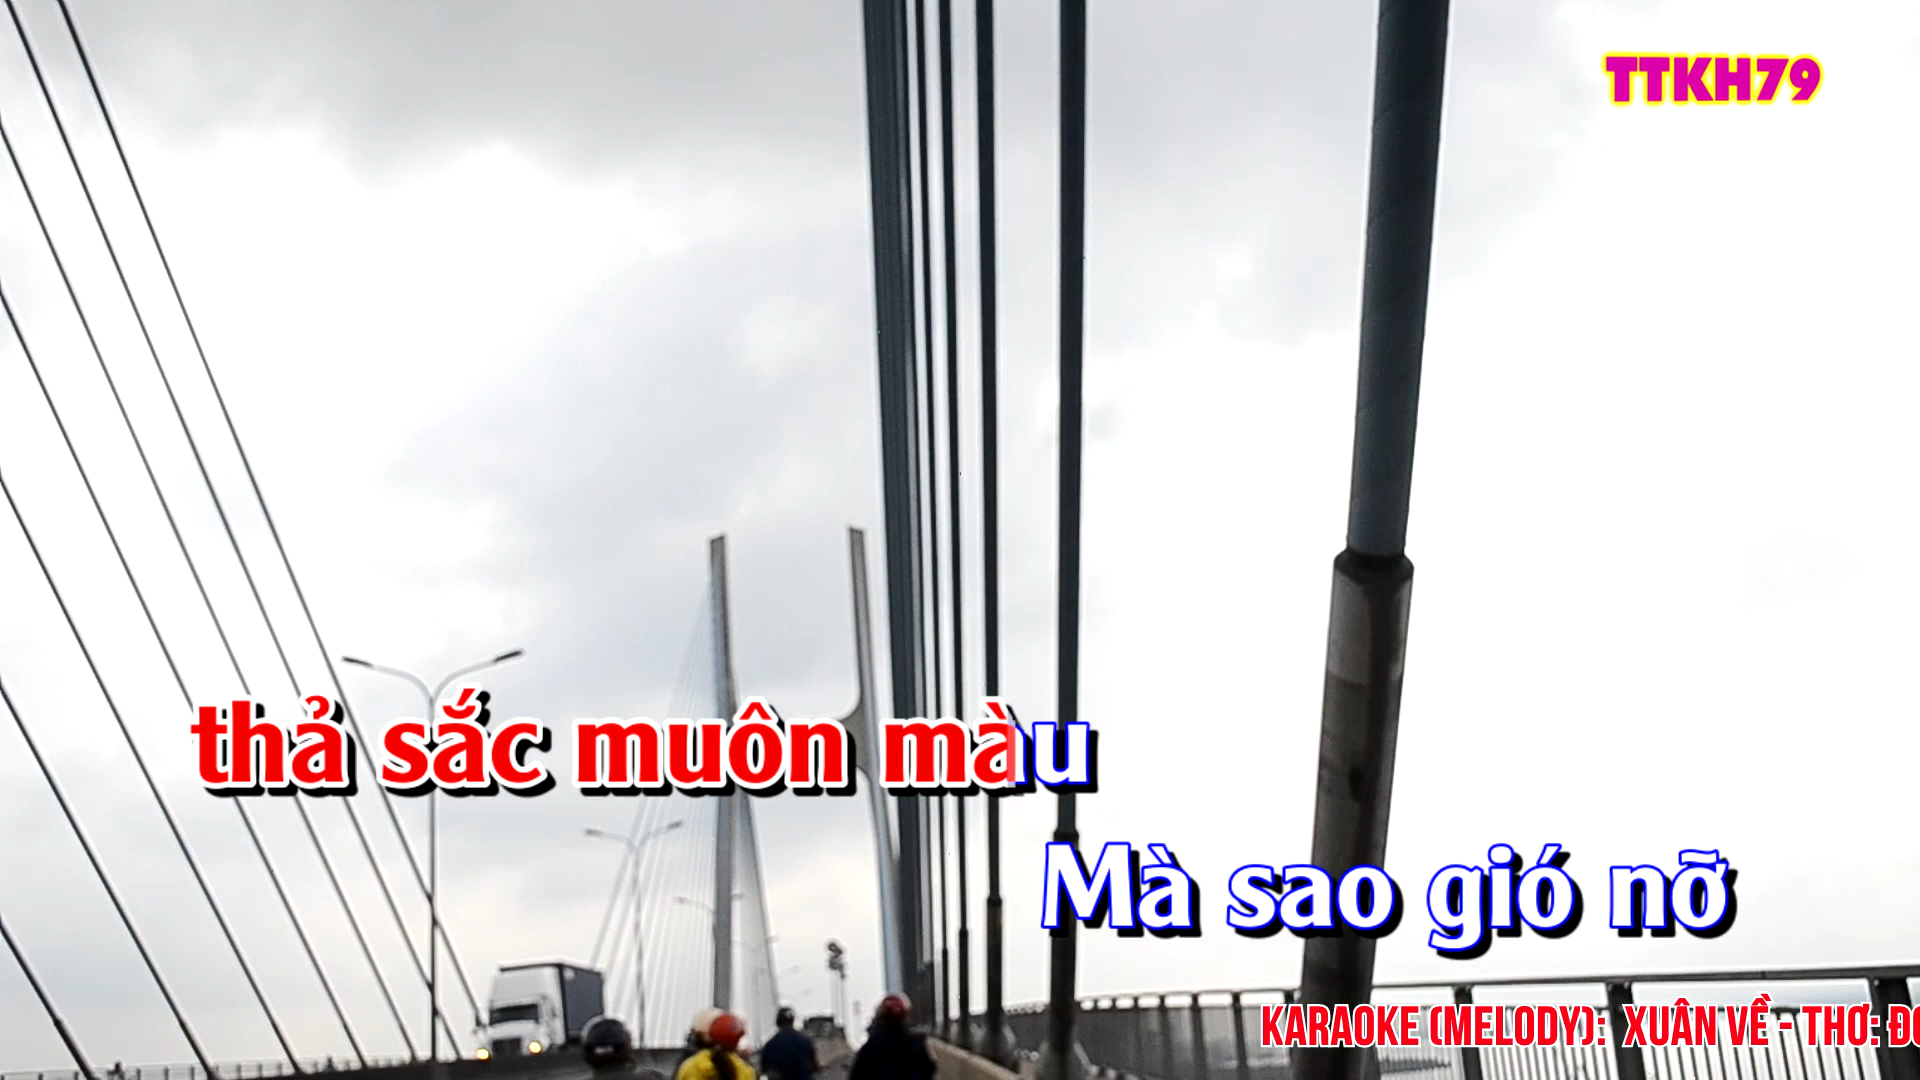 TTKH79
thả sắc muôn màu
Mà sao gió nỡ
KARAOKE (MELODY): XUÂN VỀ - THƠ: